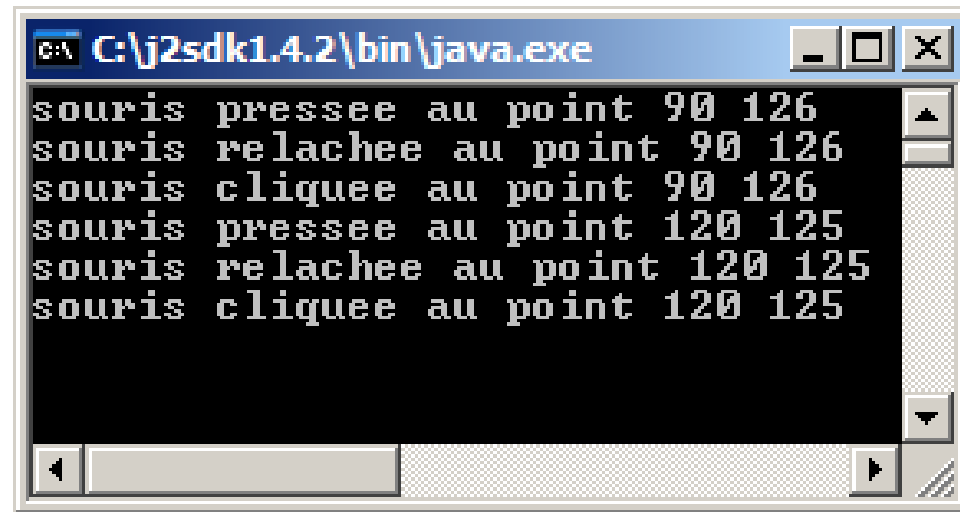 C:\j2sdk1.4.2\bin\java.exe
souris pressee au point 90 126
souris relachee au point 90 126
souris cliquee au point 90 126
souris pressee au point 120 125
souris relachee au point 120 125
souris cliquee au point 120 125